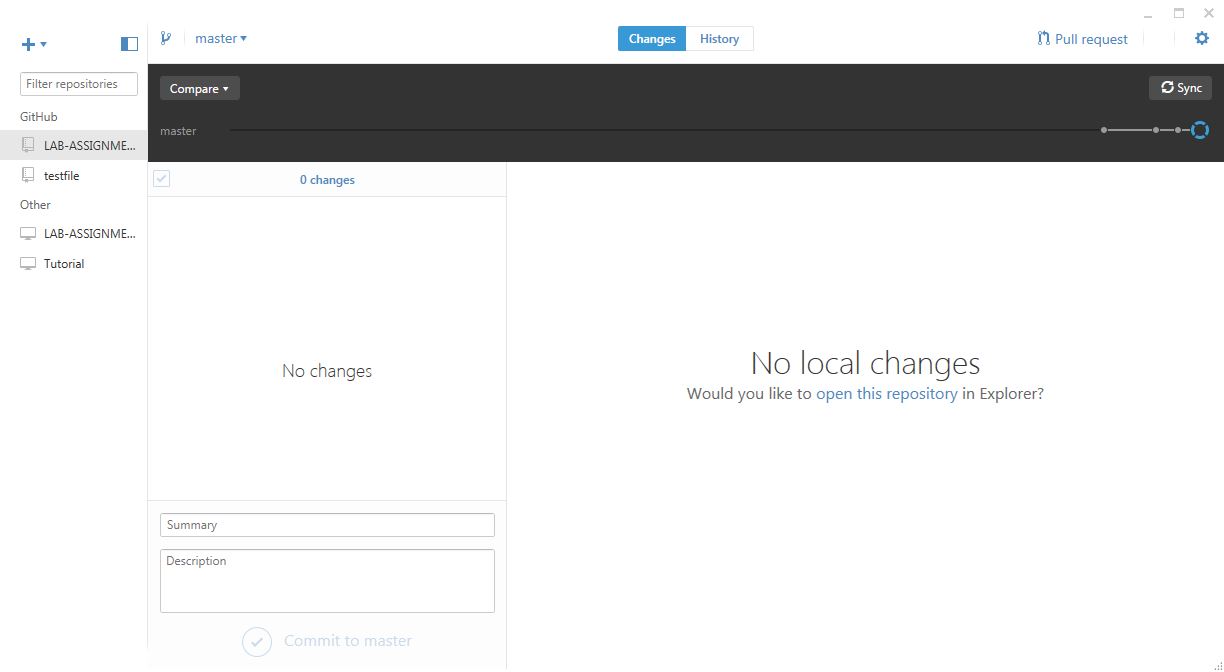 master
Changes
History
Pull request
Filter repositories
GitHub
LAB-ASSIGNME...
testfile
Other
LAB-ASSIGNME...
Tutorial
Compare
Sync
master
0 changes
No changes
Summary
Description
Commit to master
No local changes
Would you like to open this repository in Explorer?